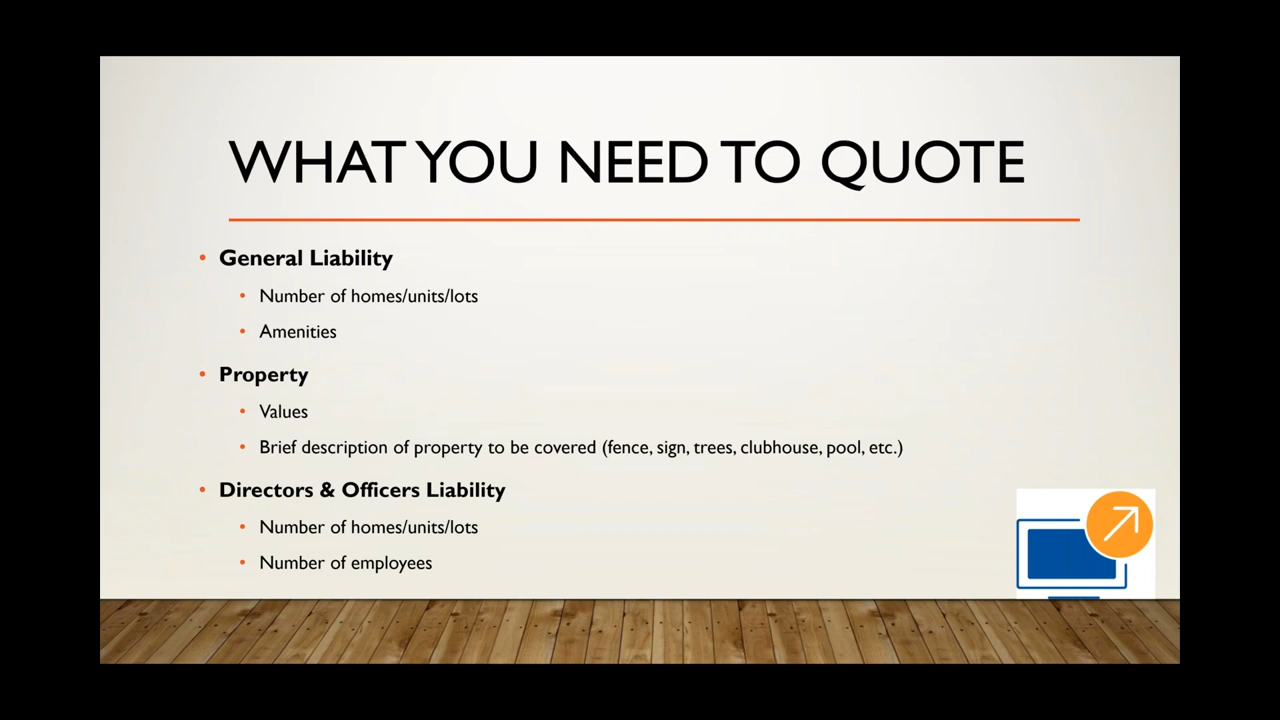 WHAT YOU NEED TO QUOTE
• General Liability
• Number of homes/units/lots
• Amenities
• Property
• Values
• Brief description of property to be covered (fence, sign, trees, clubhouse, pool, etc.)
• Directors & Officers Liability
• Number of homes/units/lots
• Number of employees